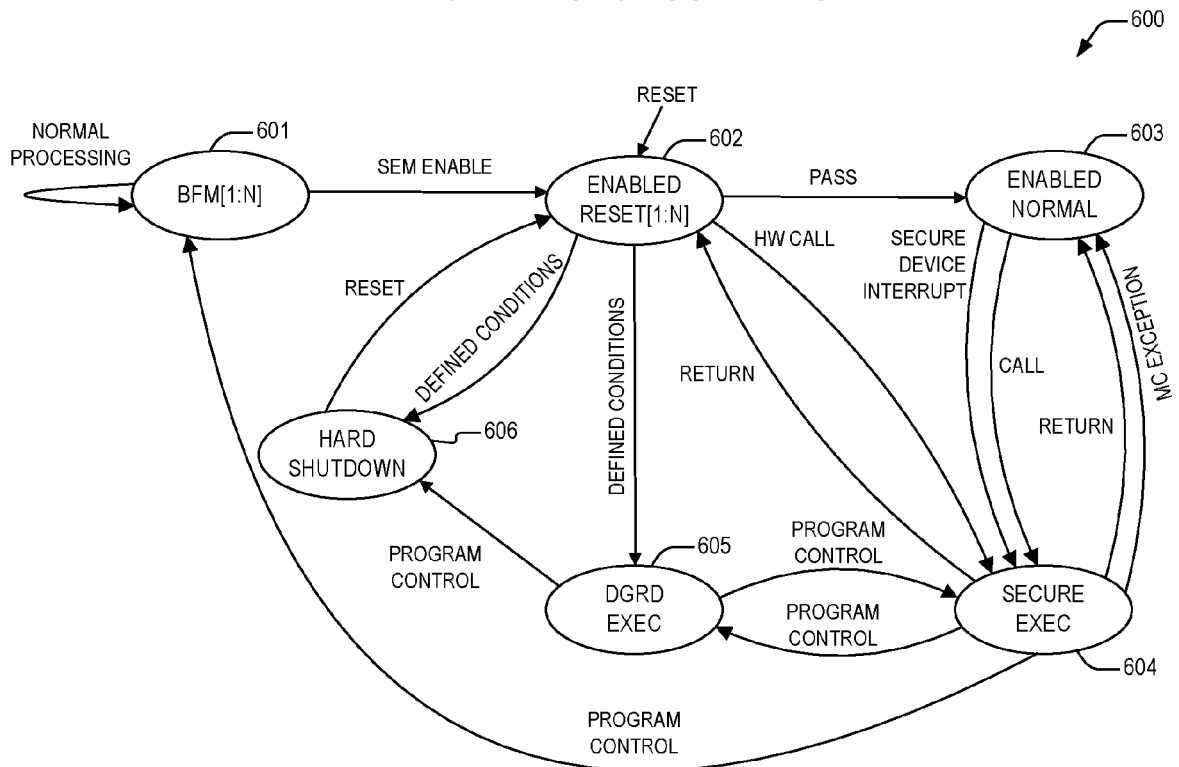 600
RESET
NORMAL
PROCESSING
601
602
603
BFM[1:N]
SEM ENABLE
ENABLED
RESET[1:N]
PASS
ENABLED
NORMAL
HW CALL
SECURE
DEVICE
INTERRUPT
RESET
DEFINED CONDITIONS
DEFINED CONDITIONS
RETURN
CALL
MC EXCEPTION
RETURN
HARD
SHUTDOWN
606
PROGRAM
CONTROL
605
DGRD
EXEC
PROGRAM
CONTROL
PROGRAM
CONTROL
SECURE
EXEC
604
PROGRAM
CONTROL